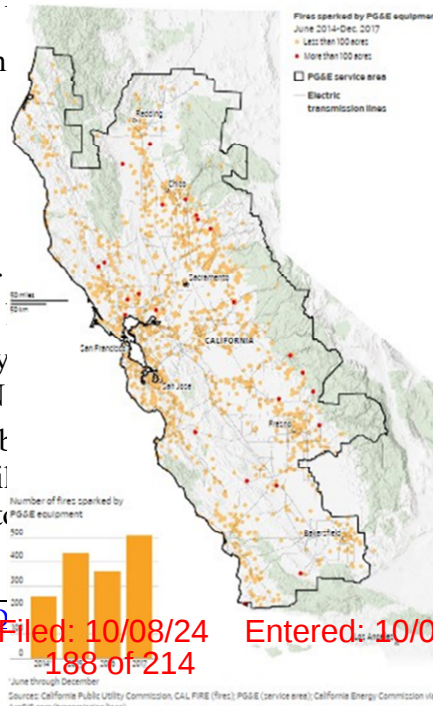 Fires sparked by PG&E equipment
June 2014-Dec. 2017
Less than 100 acres
More than 100 acres
PG&E service area
Electric
transmission lines
Redding
Chico
Sacramento
50 miles
50 km
CALIFORNIA
San Francisco
San Jose
Fresno
Number of fires sparked by
PG&E equipment
500
400
300
200
100
0
Bakersfield
Los Angeles
2014*
2017
Filed: 10/08/24 Entered: 10/0
188 of 214
*June through December
Sources: California Public Utility Commission, CAL FIRE (fires); PG&E (service area); California Energy Commission via